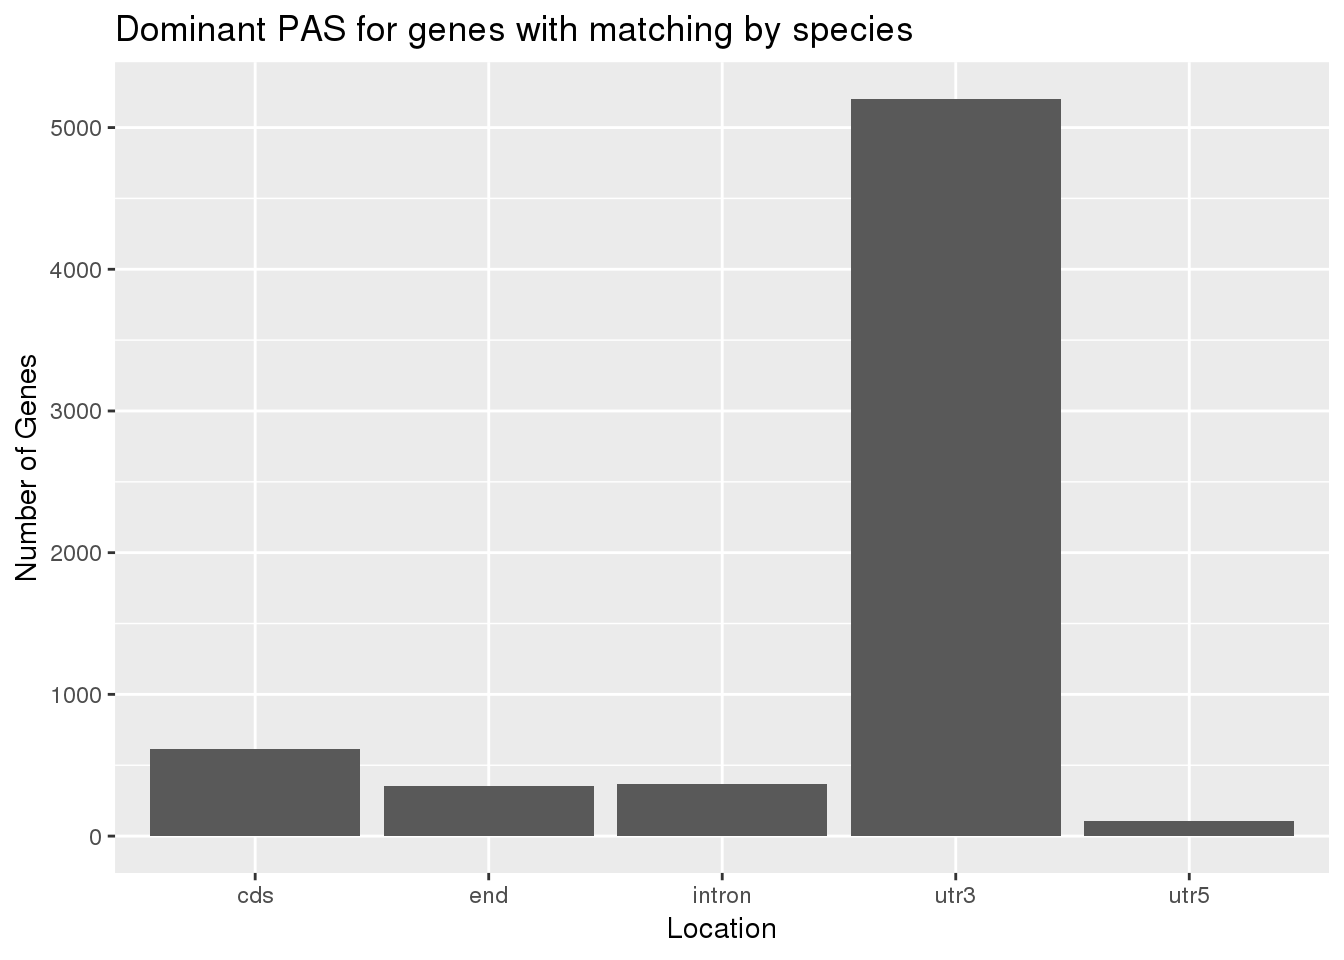 Dominant PAS for genes with matching by species
Number of Genes
5000
4000
3000
2000
1000
0
cds end intron utr3 utr5
Location